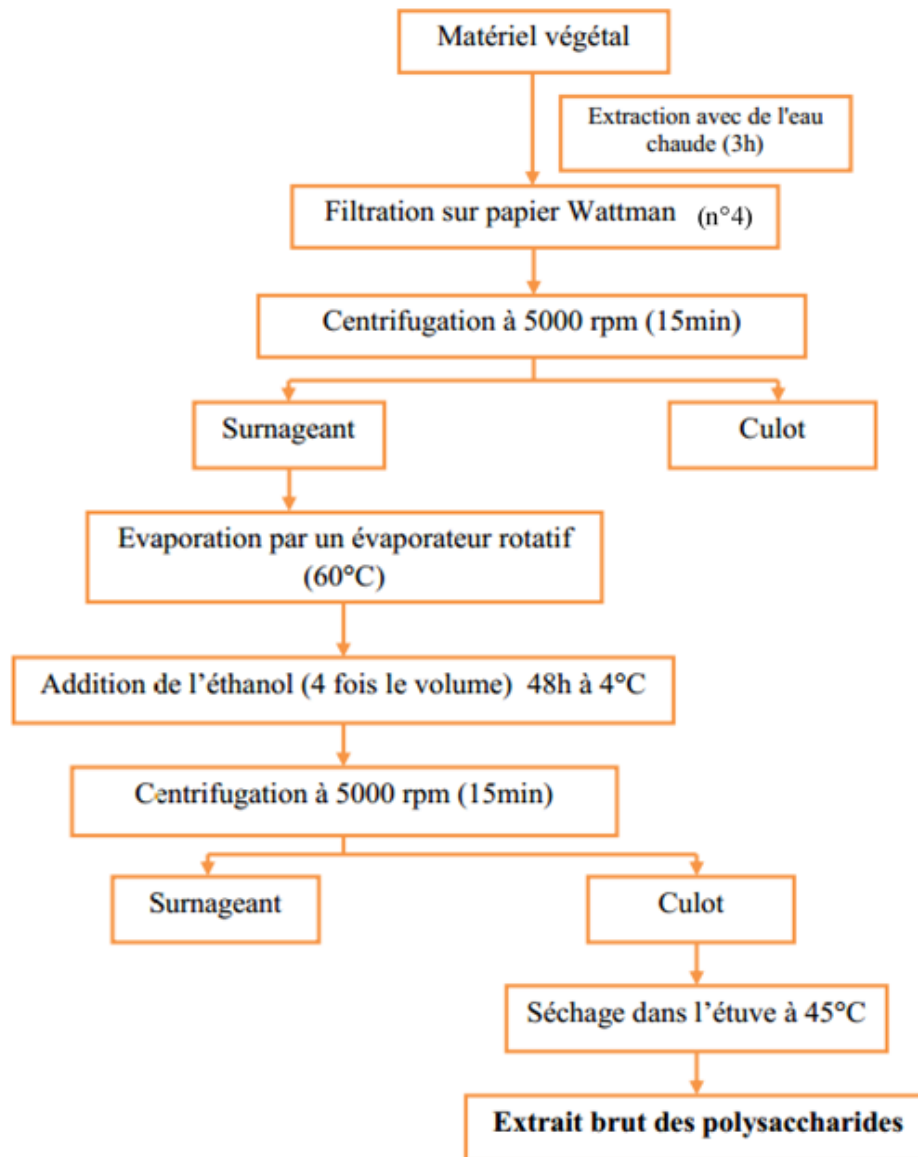 Matériel végétal
Extraction avec de l'eau
chaude (3h)
Filtration sur papier Wattman (n°4)
Centrifugation à 5000 rpm (15min)
Surnageant
Culot
Evaporation par un évaporateur rotatif
(60°C)
Addition de l’éthanol (4 fois le volume) 48h à 4°C
Centrifugation à 5000 rpm (15min)
Surnageant
Culot
Séchage dans l’étuve à 45°C
Extrait brut des polysaccharides